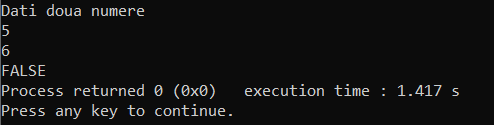 Dati doua numere
5
6
FALSE
Process returned 0 (0x0)   execution time : 1.417 s
Press any key to continue.